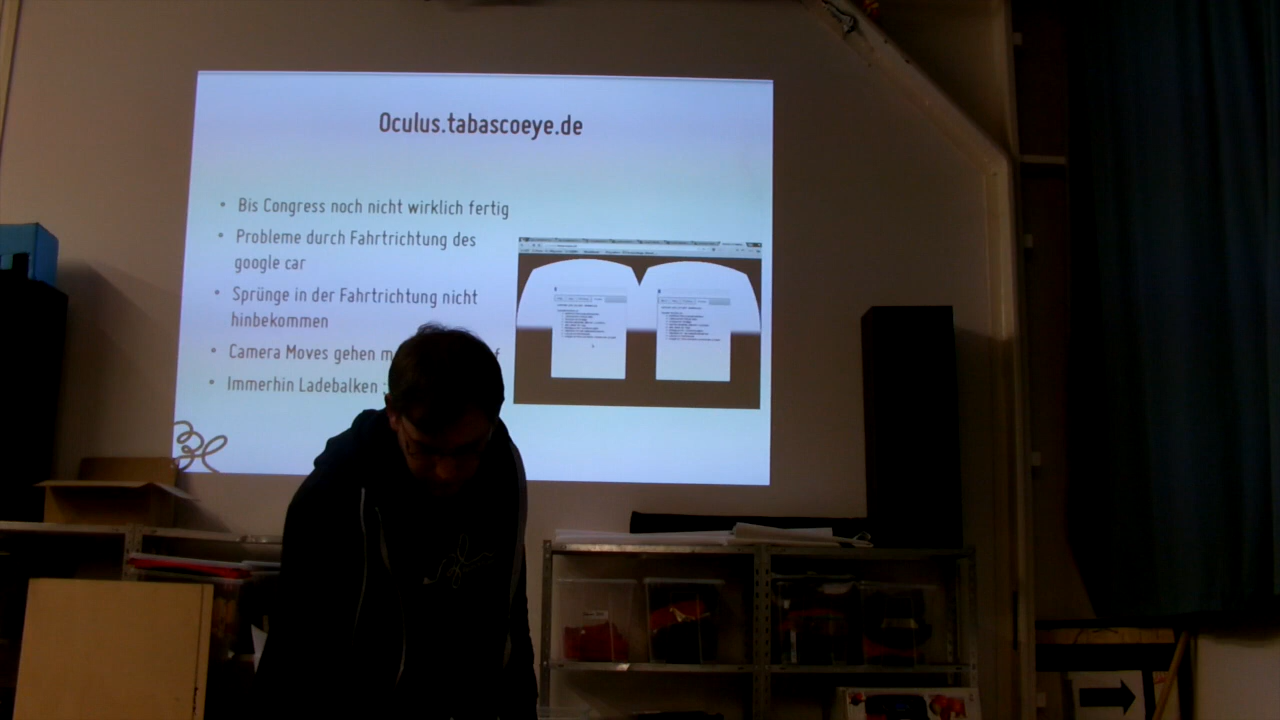 Oculus.tabascoeye.de
• Bis Congress noch nicht wirklich fertig
• Probleme durch Fahrtrichtung des
google car
• Sprünge in der Fahrtrichtung nicht
hinbekommen
• Camera Moves gehen
• Immerhin Ladebalken :